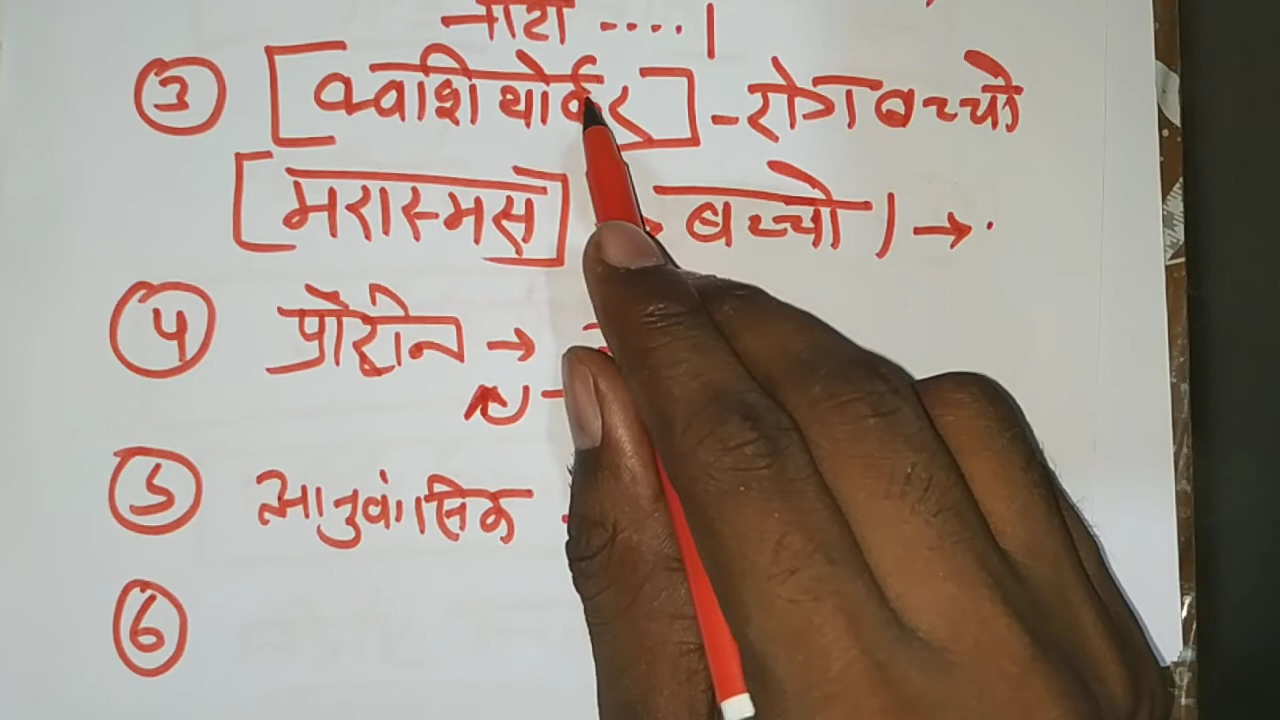 ③ [क्वाशियोर्कर] - रोग बच्चो
[मरास्मस] → बच्चो । → .
④ प्रोटीन →
N -
⑤ आनुवांसिक
⑥